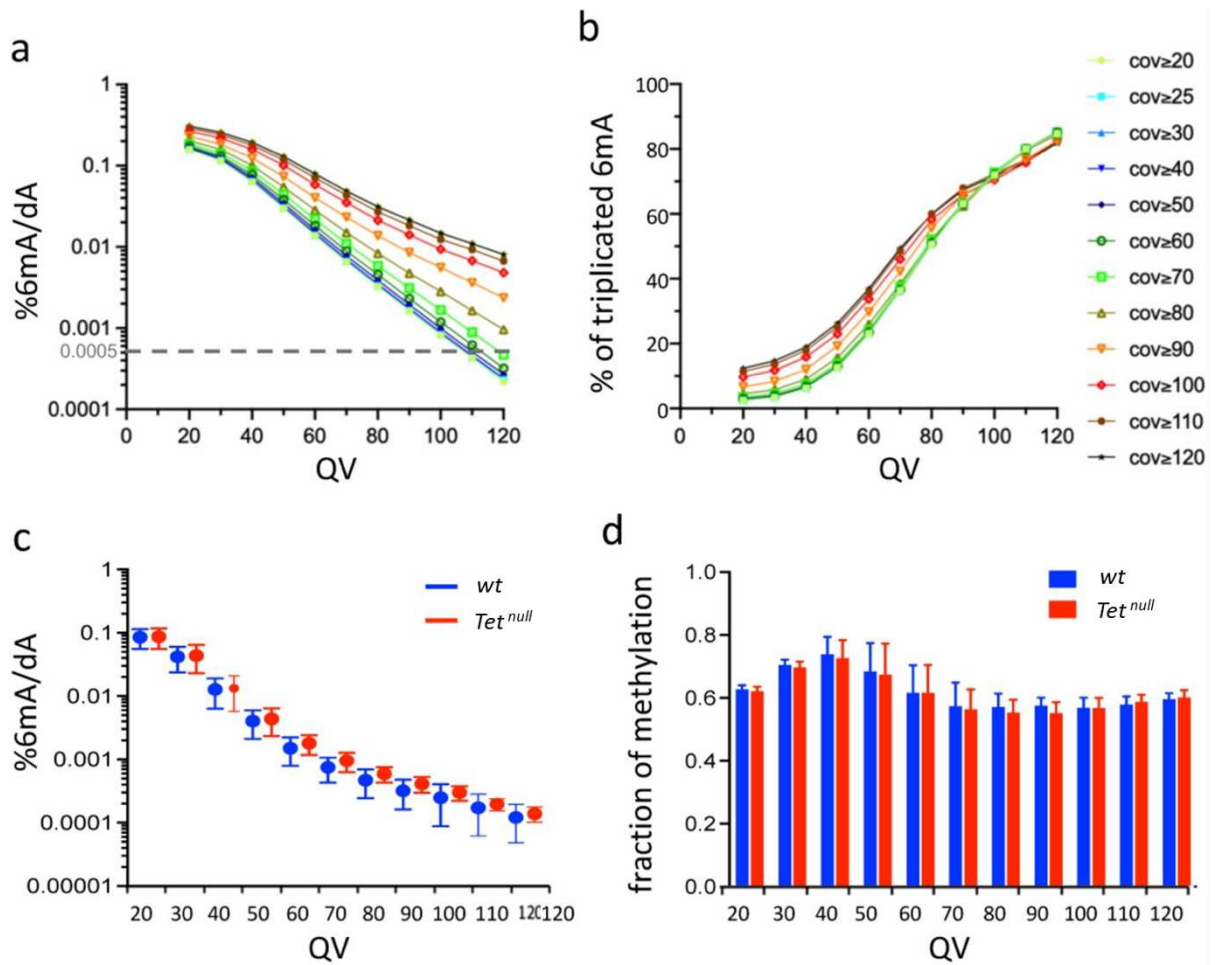 a
%6mA/dA
1
0.1
0.01
0.001
0.0005
0.0001
0 20 40 60 80 100 120
QV
b
% of triplicated 6mA
100
80
60
40
20
0
0 20 40 60 80 100 120
QV
cov≥20
cov≥25
cov≥30
cov≥40
cov≥50
cov≥60
cov≥70
cov≥80
cov≥90
cov≥100
cov≥110
cov≥120
c
%6mA/dA
1
0.1
0.01
0.001
0.0001
0.00001
20 30 40 50 60 70 80 90 100 110 120 120
QV
wt
Tet null
d
fraction of methylation
1.0
0.8
0.6
0.4
0.2
0.0
20 30 40 50 60 70 80 90 100 110 120
QV
wt
Tet null